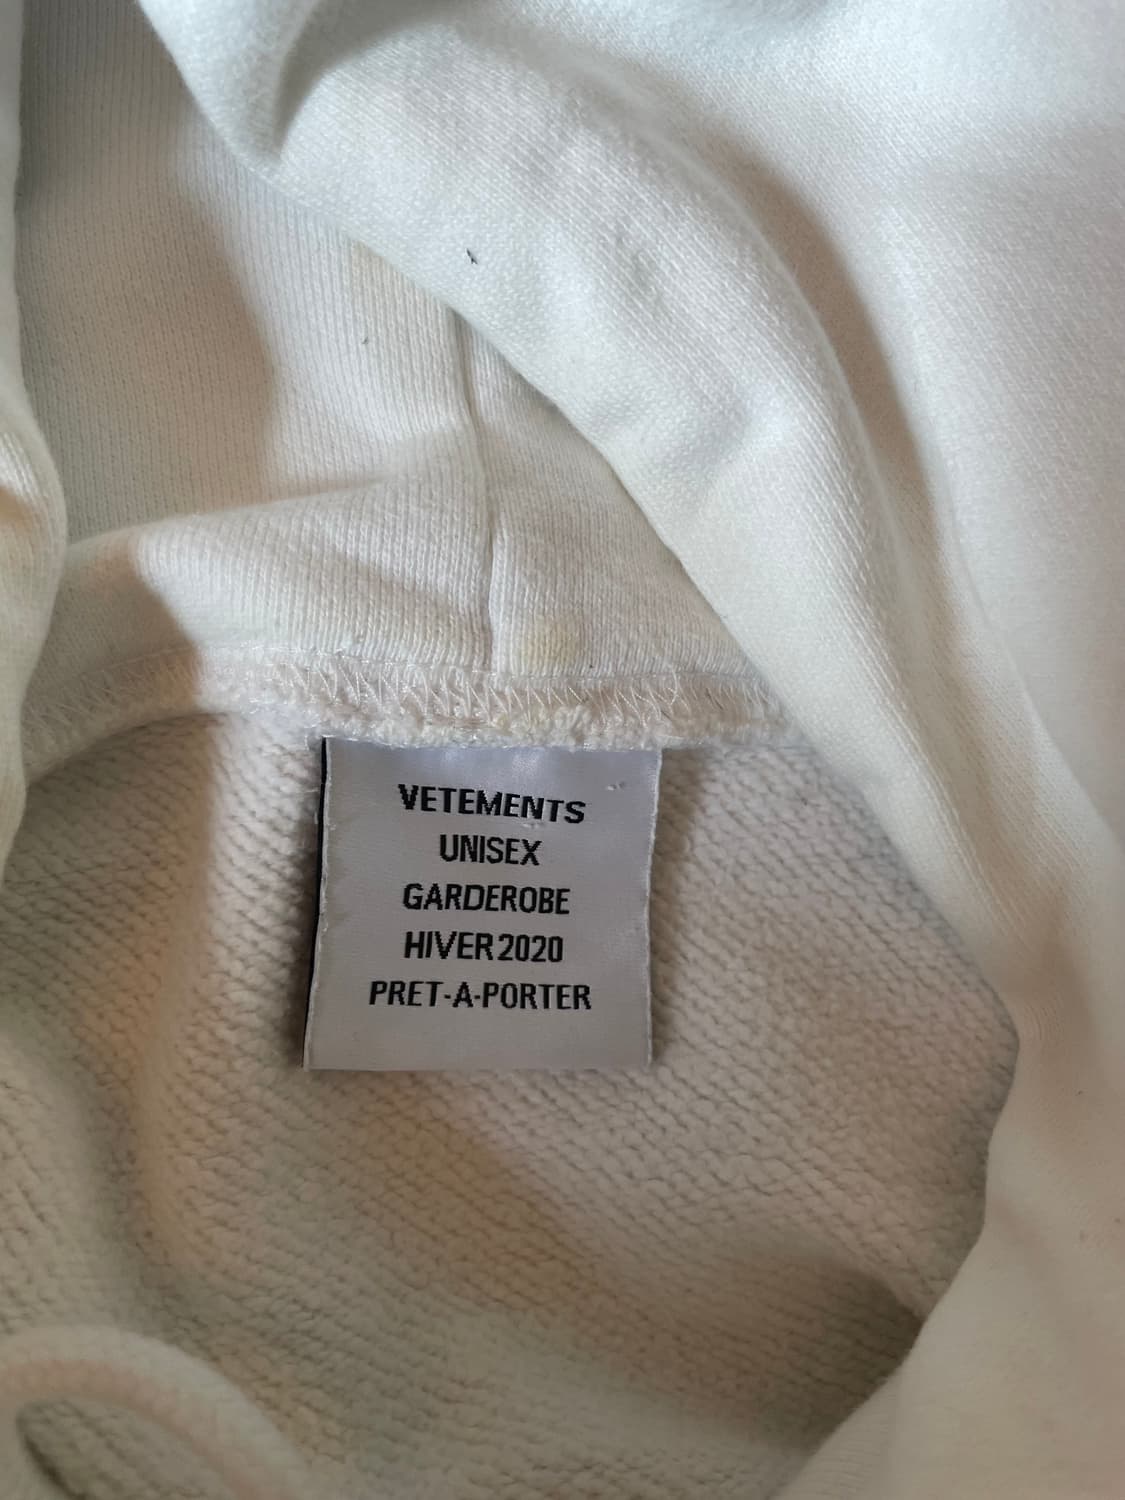 VETEMENTS
UNISEX
GARDEROBE
HIVER 2020
PRET-A-PORTER